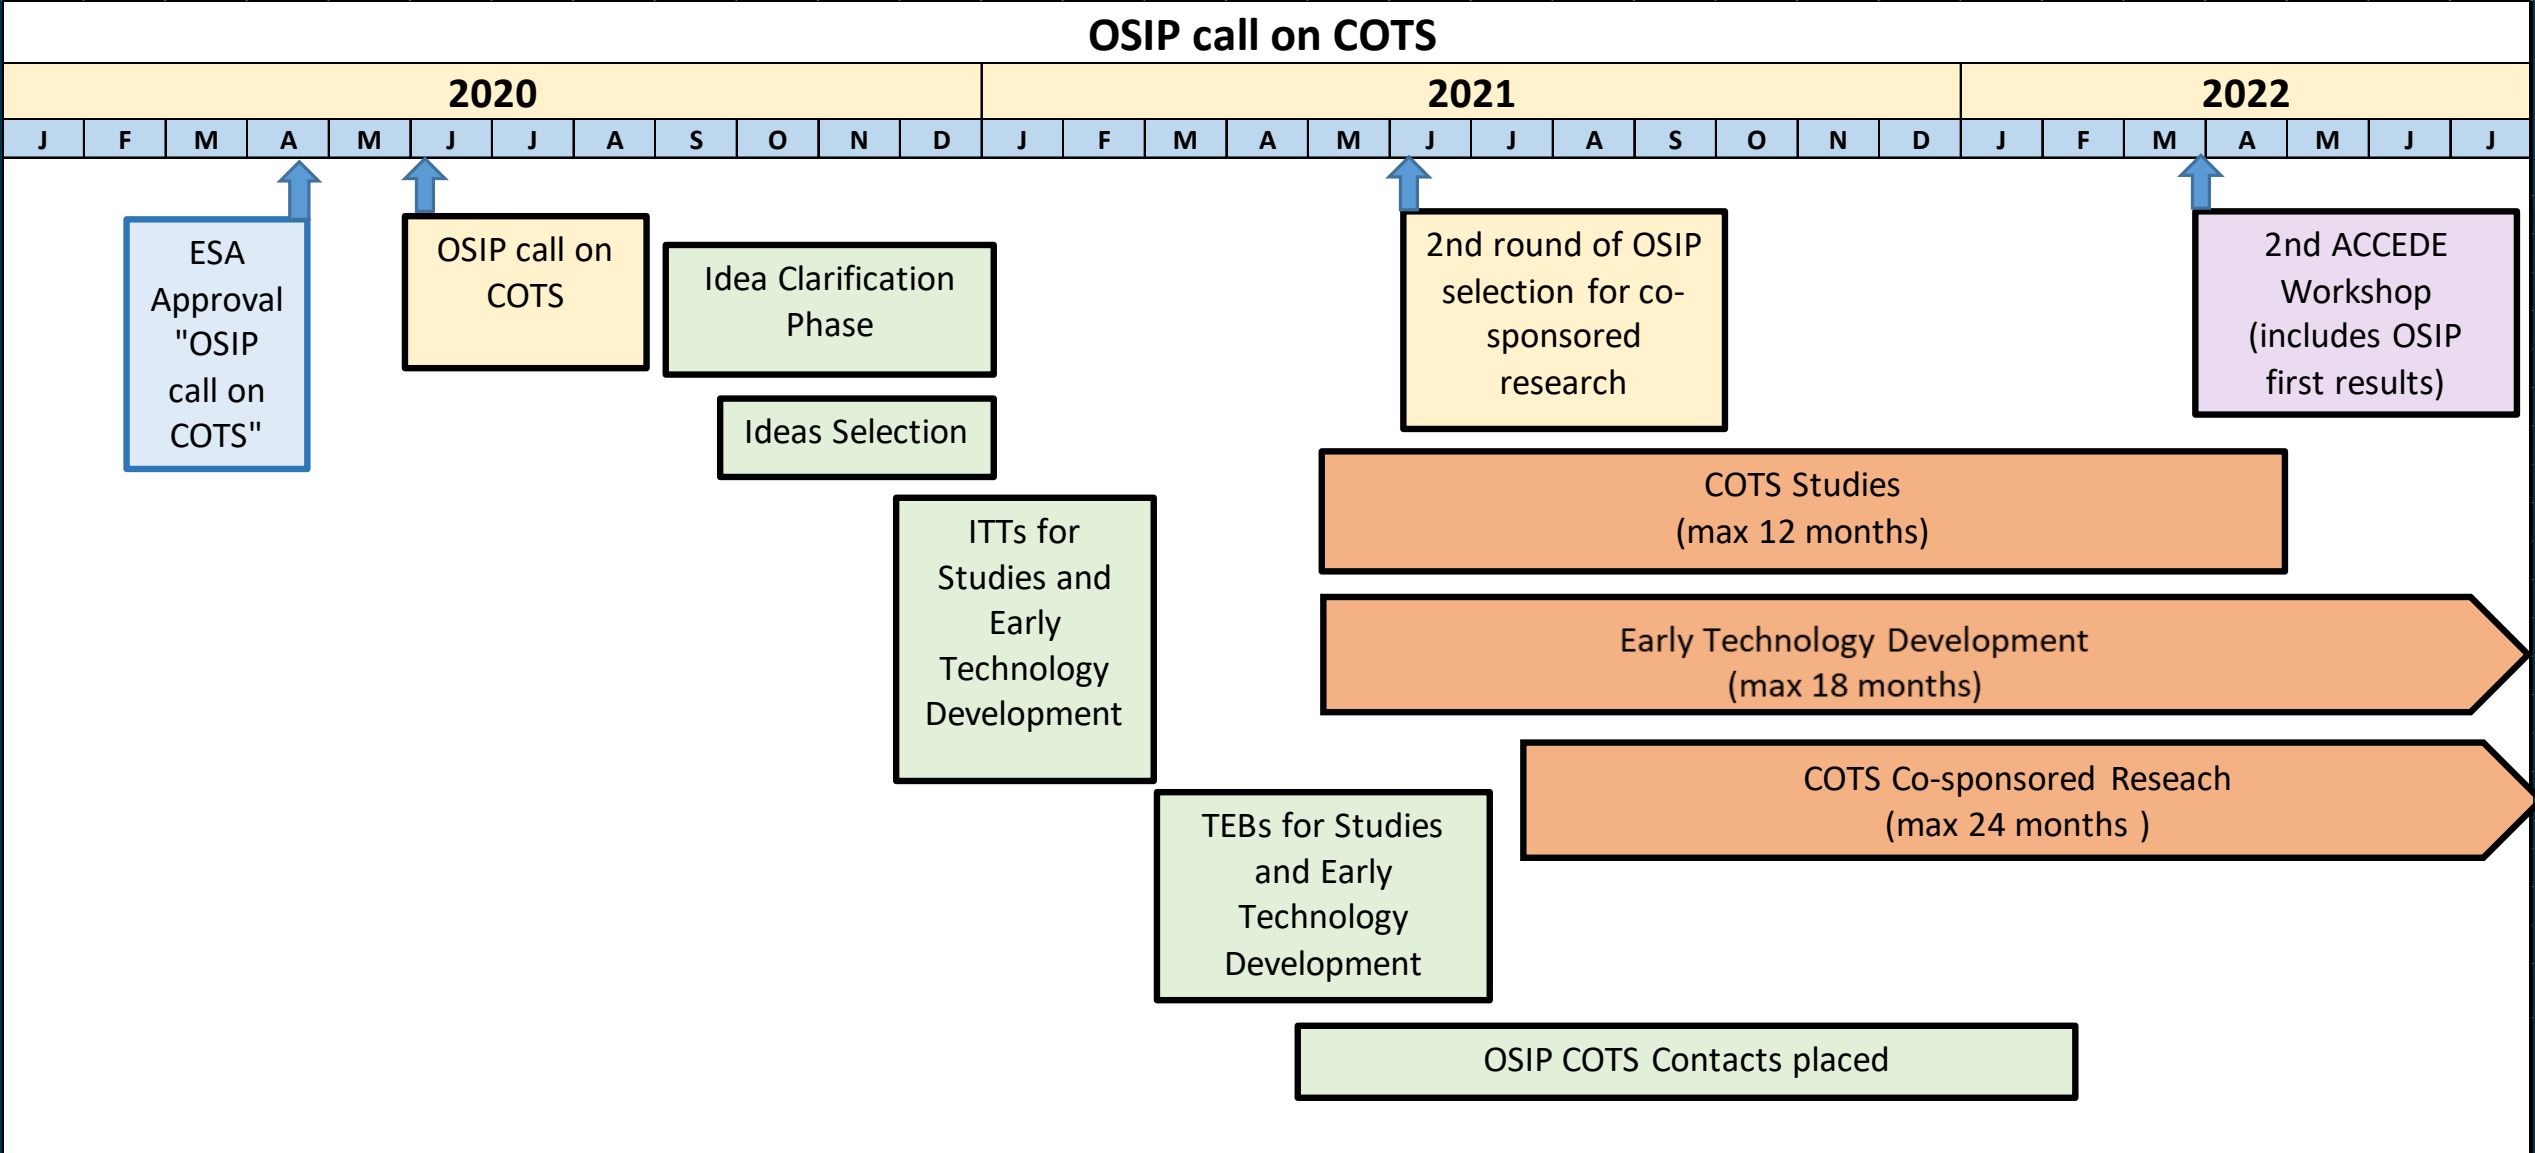 OSIP call on COTS
2020 2021 2022
J F M A M J J A S O N D J F M A M J J A S O N D J F M A M J J
ESA
Approval
"OSIP
call on
COTS"
OSIP call on
COTS
Idea Clarification
Phase
Ideas Selection
ITTs for
Studies and
Early
Technology
Development
TEBs for Studies
and Early
Technology
Development
2nd round of OSIP
selection for co-
sponsored
research
2nd ACCEDE
Workshop
(includes OSIP
first results)
COTS Studies
(max 12 months)
Early Technology Development
(max 18 months)
COTS Co-sponsored Reseach
(max 24 months )
OSIP COTS Contacts placed